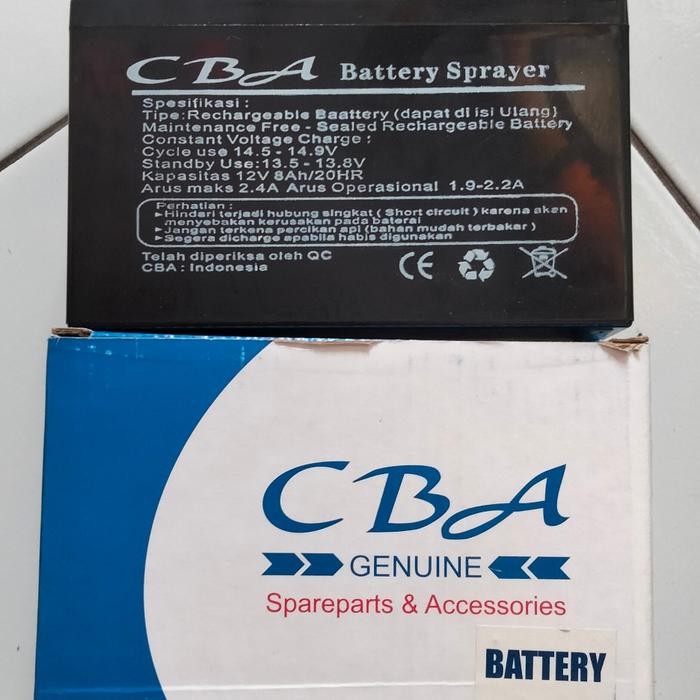 CBA Battery Sprayer
Spesifikasi :
Tipe: Rechargeable Baattery (dapat di isi Ulang)
Maintenance Free - Sealed Rechargeable Battery
Constant Voltage Charge :
Cycle use 14.5 - 14.9V
Standby Use: 13.5 - 13.8V
Kapasitas 12V 8Ah/20HR
Arus maks 2.4A Arus Operasional 1.9-2.2A
Perhatian :
Hindari terjadi hubung singkat ( Short circuit ) karena akan
menyebakan kerusakan pada baterai
Jangan terkena percikan api (bahan mudah terbakar )
Segera dicharge apabila habis digunakan
Telah diperiksa oleh QC
CBA : Indonesia
CE
CBA
GENUINE
Spareparts & Accessories
BATTERY